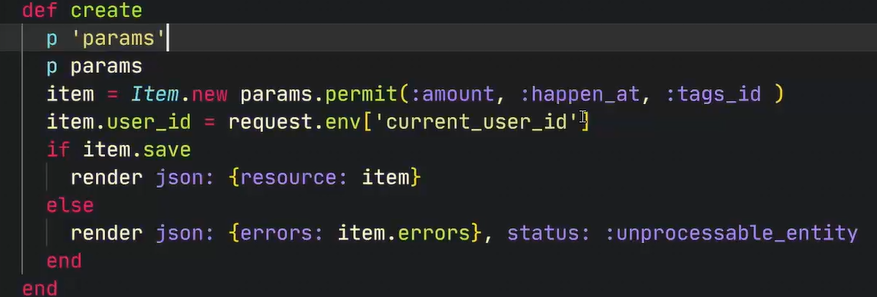 def create
p 'params'
p params
item = Item.new params.permit(:amount, :happen_at, :tags_id )
item.user_id = request.env['current_user_id']
if item.save
render json: {resource: item}
else
render json: {errors: item.errors}, status: :unprocessable_entity
end
end